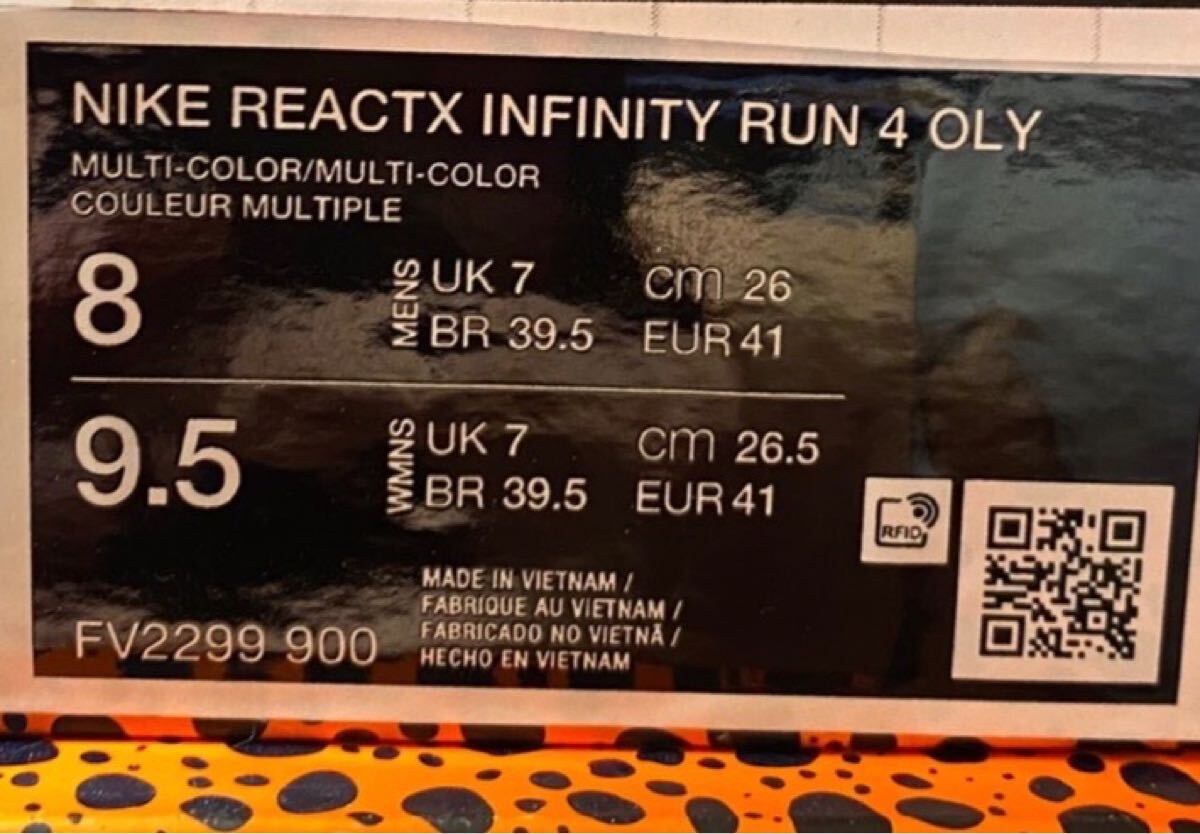 NIKE REACTX INFINITY RUN 4 OLY
MULTI-COLOR/MULTI-COLOR
COULEUR MULTIPLE
8 MENS UK 7 cm 26
BR 39.5 EUR 41
9.5 WMNS UK 7 cm 26.5
BR 39.5 EUR 41
RFID
MADE IN VIETNAM /
FABRIQUE AU VIETNAM /
FABRICADO NO VIETNÃ /
HECHO EN VIETNAM
FV2299 900